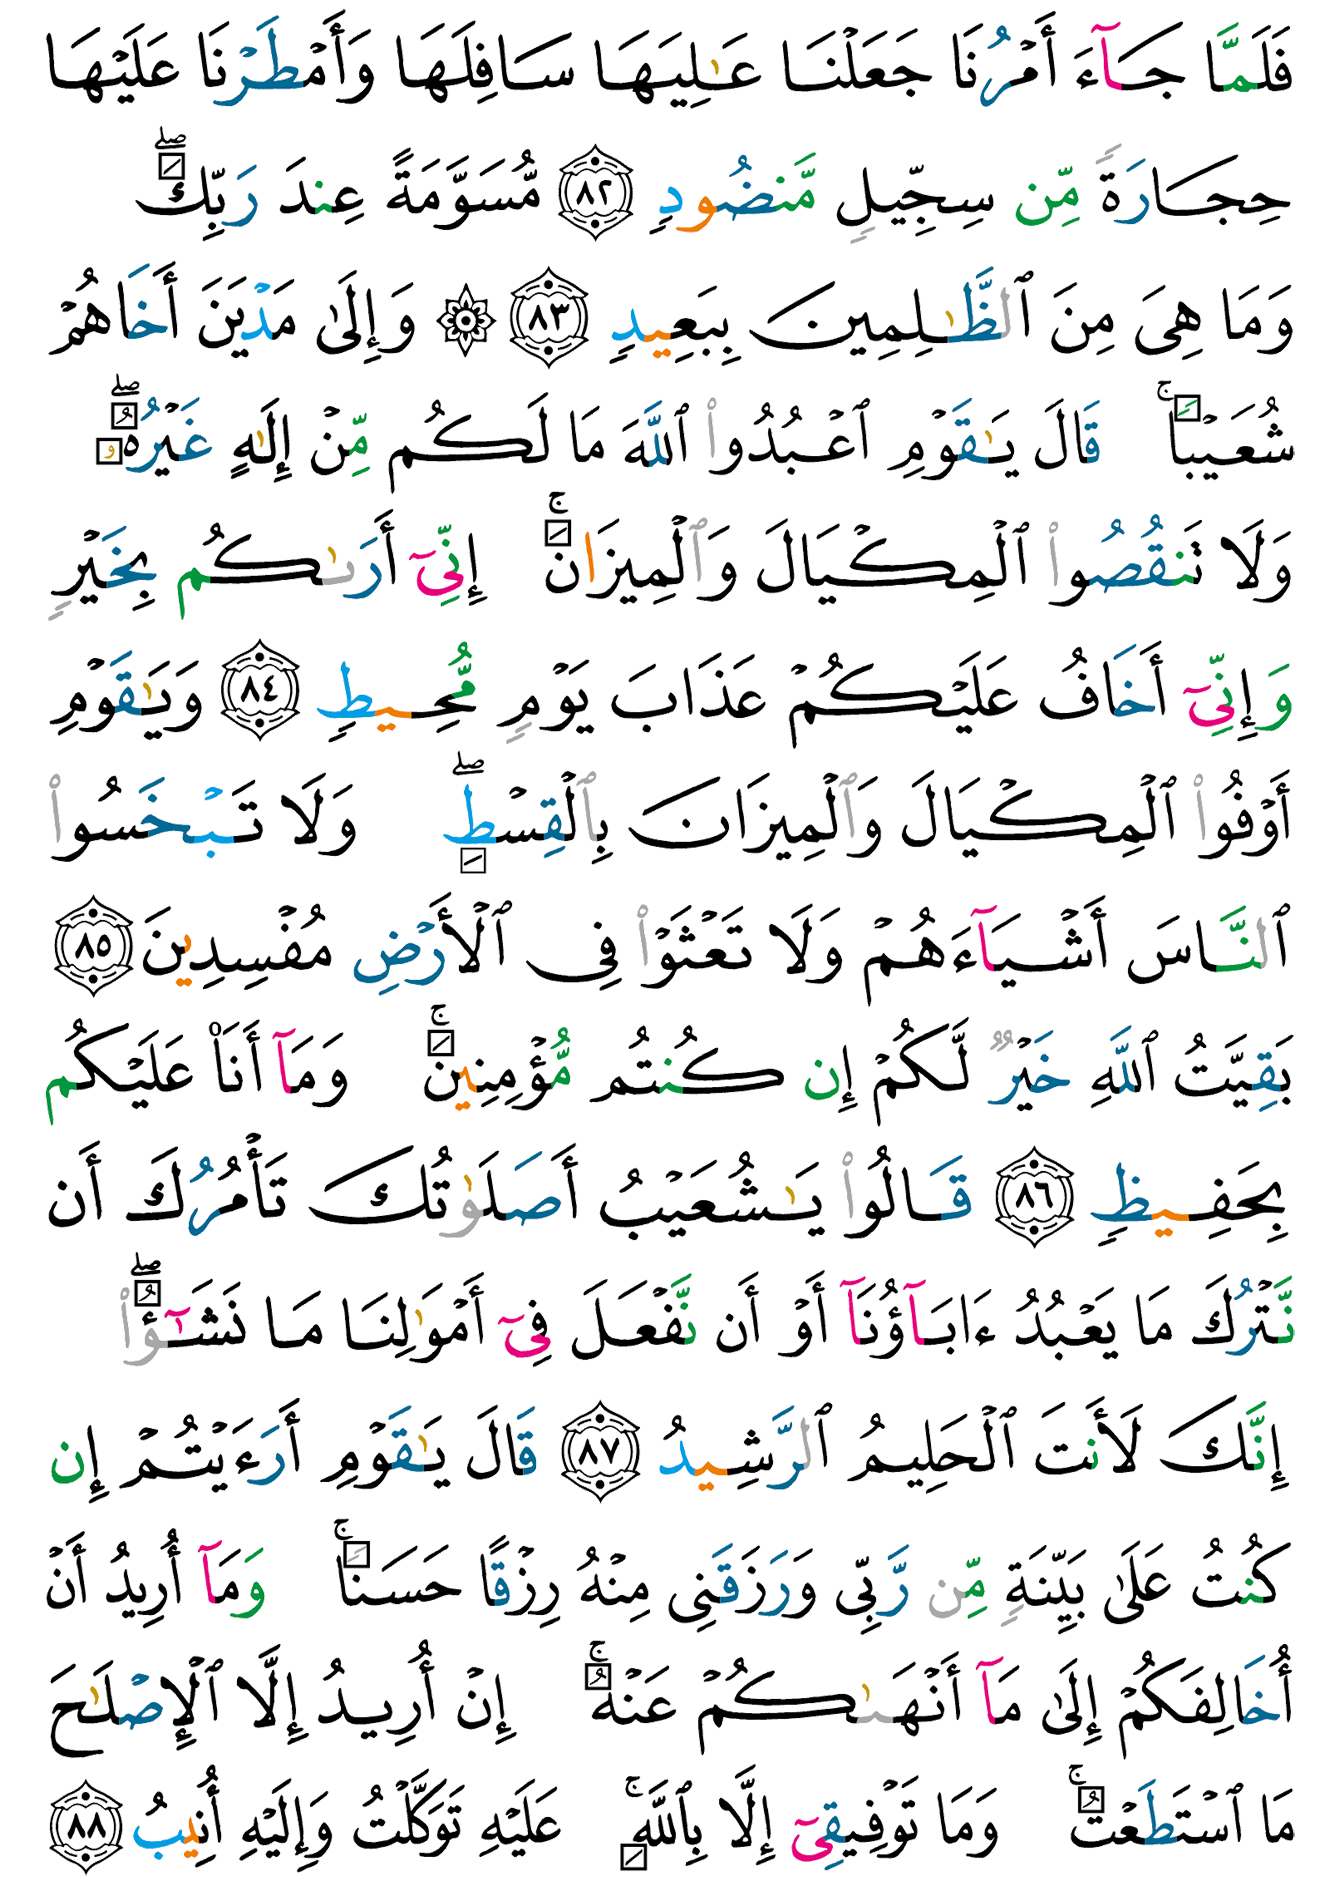 فَلَمَّا جَآءَ أَمْرُنَا جَعَلْنَا عَـٰلِيَهَا سَافِلَهَا وَأَمْطَرْنَا عَلَيْهَا
حِجَارَةً مِّن سِجِّيلٍ مَّنضُودٍ ٨٢ مُّسَوَّمَةً عِندَ رَبِّكَ ۖ
وَمَا هِىَ مِنَ ٱلظَّـٰلِمِينَ بِبَعِيدٍ ٨٣ ۞ وَإِلَىٰ مَدْيَنَ أَخَاهُمْ
شُعَيْبًا ۚ قَالَ يَـٰقَوْمِ ٱعْبُدُوا۟ ٱللَّهَ مَا لَكُم مِّنْ إِلَـٰهٍ غَيْرُهُۥ ۖ
وَلَا تَنقُصُوا۟ ٱلْمِكْيَالَ وَٱلْمِيزَانَ ۚ إِنِّىٓ أَرَىٰكُم بِخَيْرٍ
وَإِنِّىٓ أَخَافُ عَلَيْكُمْ عَذَابَ يَوْمٍ مُّحِيطٍ ٨٤ وَيَـٰقَوْمِ
أَوْفُوا۟ ٱلْمِكْيَالَ وَٱلْمِيزَانَ بِٱلْقِسْطِ ۖ وَلَا تَبْخَسُوا۟
ٱلنَّاسَ أَشْيَآءَهُمْ وَلَا تَعْثَوْا۟ فِى ٱلْأَرْضِ مُفْسِدِينَ ٨٥
بَقِيَّتُ ٱللَّهِ خَيْرٌ لَّكُمْ إِن كُنتُم مُّؤْمِنِينَ ۚ وَمَآ أَنَا۠ عَلَيْكُم
بِحَفِيظٍ ٨٦ قَالُوا۟ يَـٰشُعَيْبُ أَصَلَوٰتُكَ تَأْمُرُكَ أَن
نَّتْرُكَ مَا يَعْبُدُ ءَابَآؤُنَآ أَوْ أَن نَّفْعَلَ فِىٓ أَمْوَٰلِنَا مَا نَشَـٰٓؤُا۟ ۖ
إِنَّكَ لَأَنتَ ٱلْحَلِيمُ ٱلرَّشِيدُ ٨٧ قَالَ يَـٰقَوْمِ أَرَءَيْتُمْ إِن
كُنتُ عَلَىٰ بَيِّنَةٍ مِّن رَّبِّى وَرَزَقَنِى مِنْهُ رِزْقًا حَسَنًا ۚ وَمَآ أُرِيدُ أَنْ
أُخَالِفَكُمْ إِلَىٰ مَآ أَنْهَىٰكُمْ عَنْهُ ۚ إِنْ أُرِيدُ إِلَّا ٱلْإِصْلَـٰحَ
مَا ٱسْتَطَعْتُ ۚ وَمَا تَوْفِيقِىٓ إِلَّا بِٱللَّهِ ۚ عَلَيْهِ تَوَكَّلْتُ وَإِلَيْهِ أُنِيبُ ٨٨